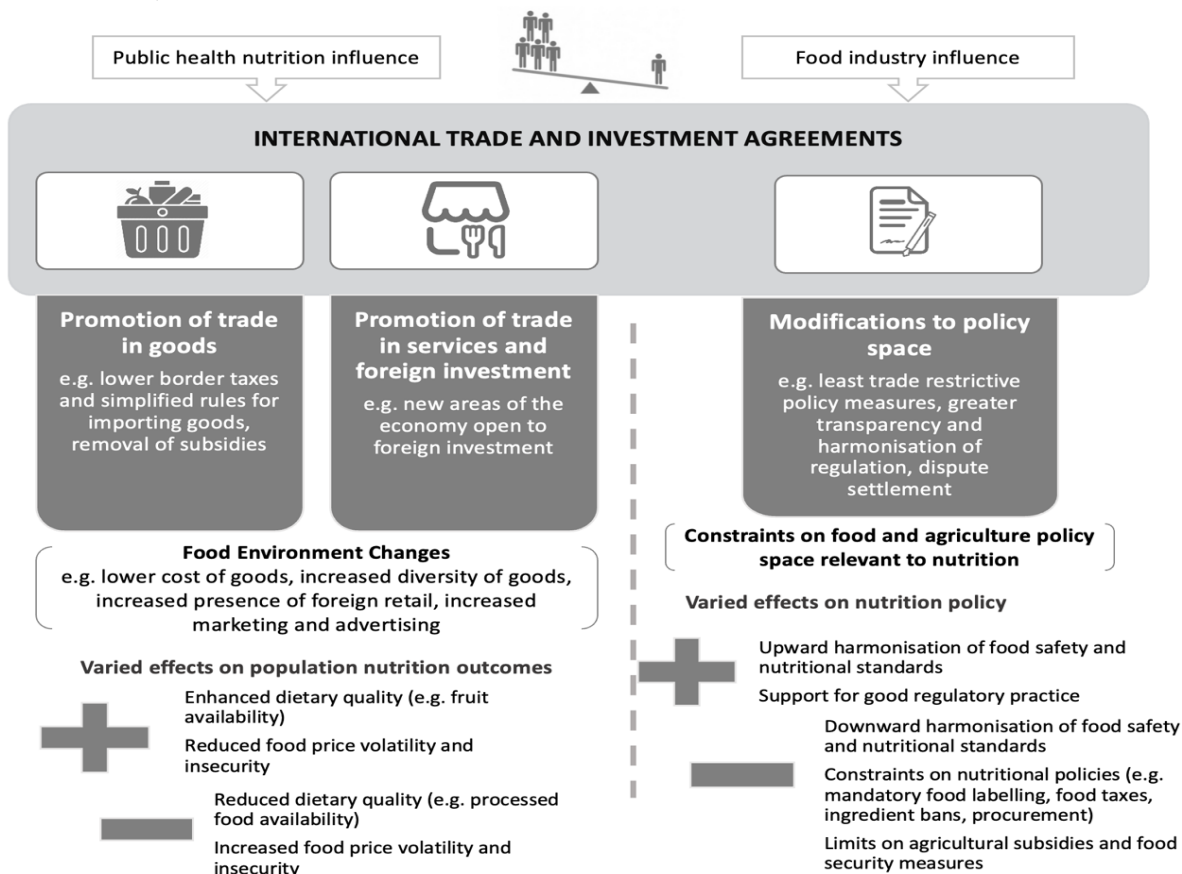 Public health nutrition influence
Food industry influence
INTERNATIONAL TRADE AND INVESTMENT AGREEMENTS
Promotion of trade
in goods
e.g. lower border taxes
and simplified rules for
importing goods,
removal of subsidies
Promotion of trade
in services and
foreign investment
e.g. new areas of the
economy open to
foreign investment
Modifications to policy
space
e.g. least trade restrictive
policy measures, greater
transparency and
harmonisation of
regulation, dispute
settlement
Food Environment Changes
e.g. lower cost of goods, increased diversity of goods,
increased presence of foreign retail, increased
marketing and advertising
Varied effects on population nutrition outcomes
Enhanced dietary quality (e.g. fruit
availability)
Reduced food price volatility and
insecurity
Reduced dietary quality (e.g. processed
food availability)
Increased food price volatility and
insecurity
Constraints on food and agriculture policy
space relevant to nutrition
Varied effects on nutrition policy
Upward harmonisation of food safety and
nutritional standards
Support for good regulatory practice
Downward harmonisation of food safety
and nutritional standards
Constraints on nutritional policies (e.g.
mandatory food labelling, food taxes,
ingredient bans, procurement)
Limits on agricultural subsidies and food
security measures